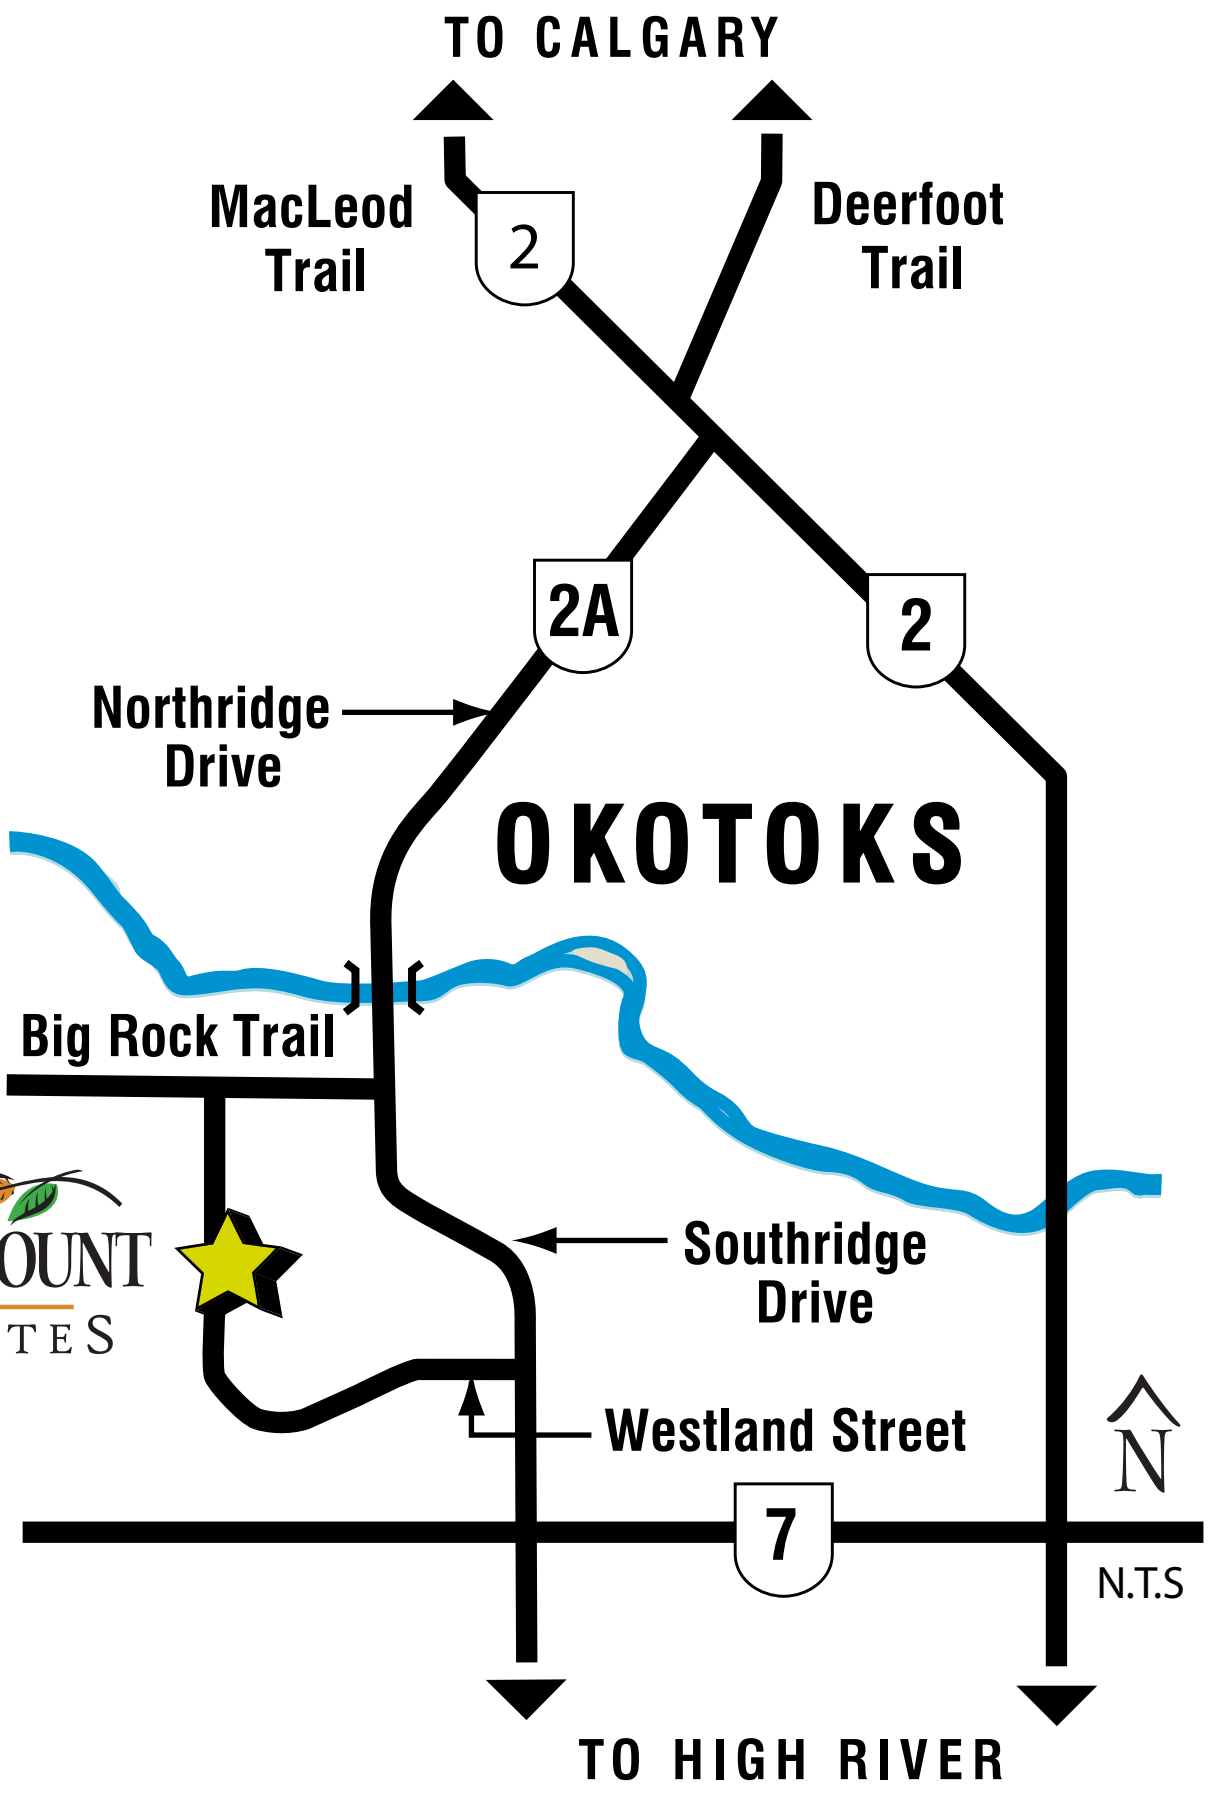 TO CALGARY
MacLeod
Trail
Deerfoot
Trail
2
2A
2
Northridge
Drive
OKOTOKS
Big Rock Trail
OUNT
TES
Southridge
Drive
Westland Street
N
7
N.T.S
TO HIGH RIVER